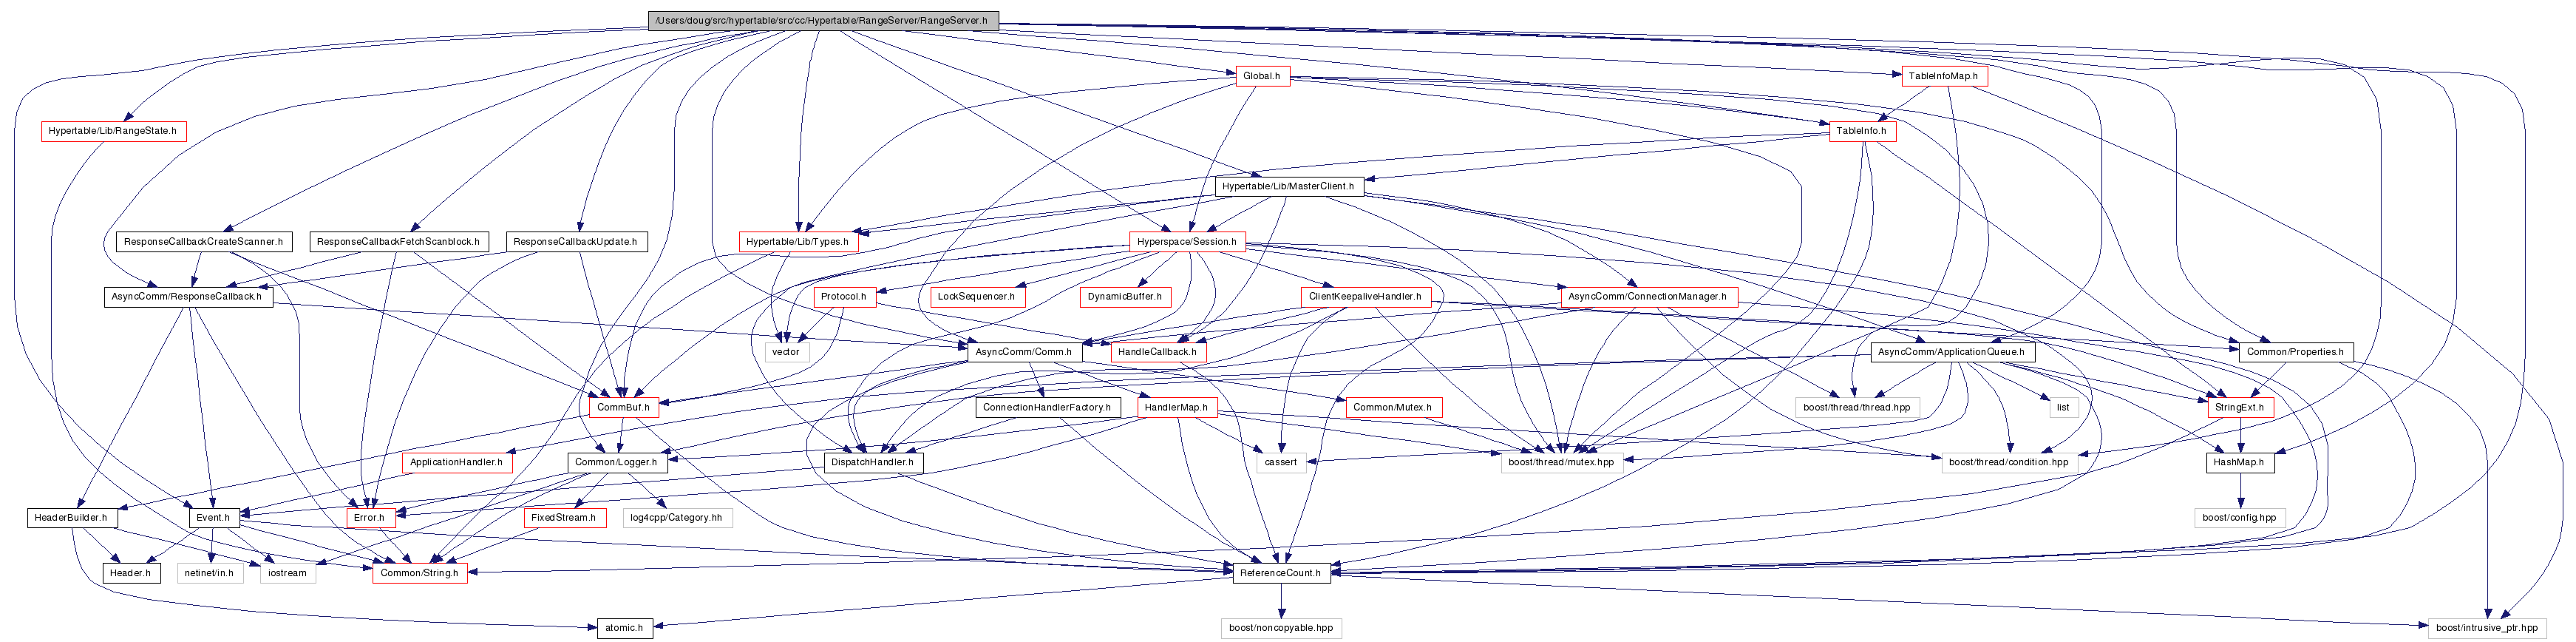 /Users/doug/src/hypertable/src/cc/Hypertable/RangeServer/RangeServer.h
Global.h
TableInfoMap.h
Hypertable/Lib/RangeState.h
TableInfo.h
Hypertable/Lib/MasterClient.h
ResponseCallbackCreateScanner.h
ResponseCallbackFetchScanblock.h
ResponseCallbackUpdate.h
Hypertable/Lib/Types.h
Hyperspace/Session.h
AsyncComm/ResponseCallback.h
Protocol.h
LockSequencer.h
DynamicBuffer.h
ClientKeepaliveHandler.h
AsyncComm/ConnectionManager.h
vector
AsyncComm/Comm.h
HandleCallback.h
AsyncComm/ApplicationQueue.h
Common/Properties.h
CommBuf.h
ConnectionHandlerFactory.h
HandlerMap.h
Common/Mutex.h
boost/thread/thread.hpp
list
StringExt.h
ApplicationHandler.h
Common/Logger.h
DispatchHandler.h
cassert
boost/thread/mutex.hpp
boost/thread/condition.hpp
HashMap.h
HeaderBuilder.h
Event.h
Error.h
FixedStream.h
log4cpp/Category.hh
boost/config.hpp
Header.h
netinet/in.h
iostream
Common/String.h
ReferenceCount.h
atomic.h
boost/noncopyable.hpp
boost/intrusive_ptr.hpp